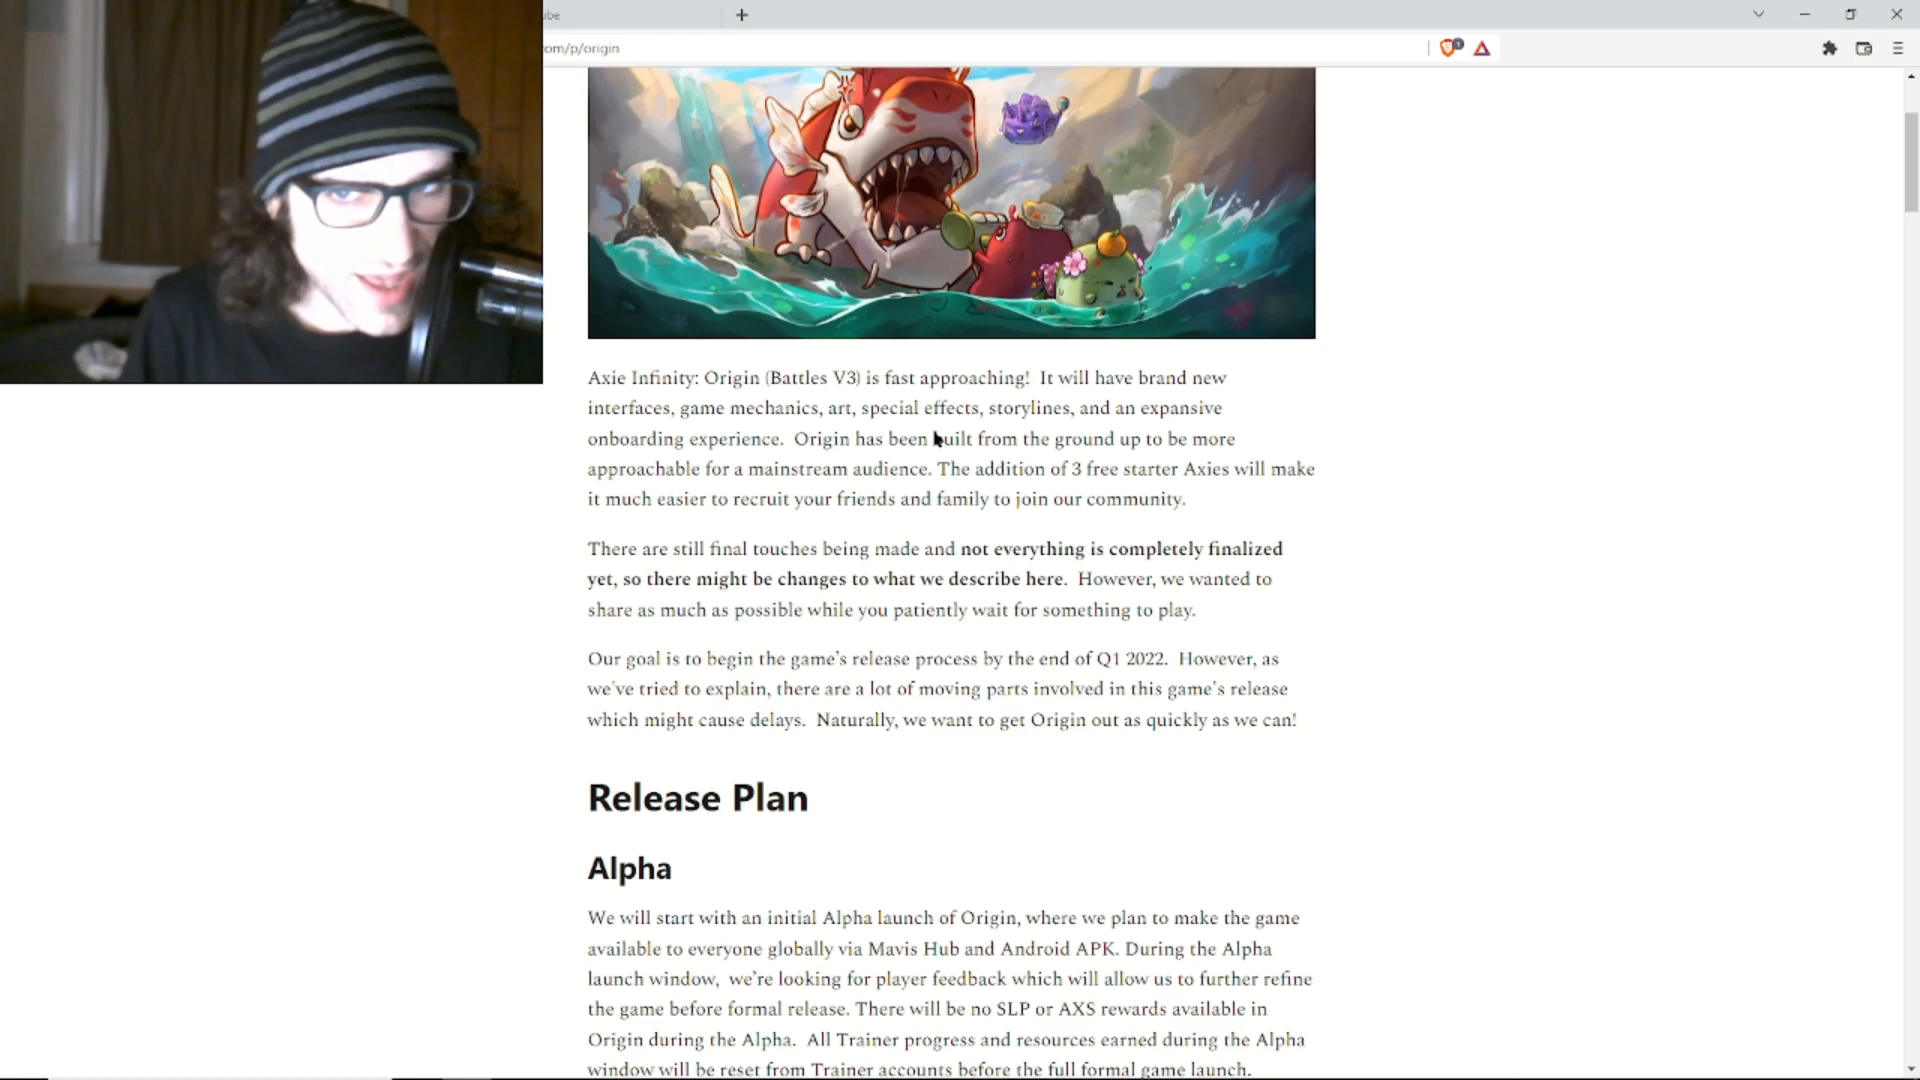 be
om/p/origin
1
Axie Infinity: Origin (Battles V3) is fast approaching!  It will have brand new
interfaces, game mechanics, art, special effects, storylines, and an expansive
onboarding experience.  Origin has been built from the ground up to be more
approachable for a mainstream audience. The addition of 3 free starter Axies will make
it much easier to recruit your friends and family to join our community.
There are still final touches being made and not everything is completely finalized
yet, so there might be changes to what we describe here.  However, we wanted to
share as much as possible while you patiently wait for something to play.
Our goal is to begin the game's release process by the end of Q1 2022.  However, as
we've tried to explain, there are a lot of moving parts involved in this game's release
which might cause delays.  Naturally, we want to get Origin out as quickly as we can!
Release Plan
Alpha
We will start with an initial Alpha launch of Origin, where we plan to make the game
available to everyone globally via Mavis Hub and Android APK. During the Alpha
launch window,  we're looking for player feedback which will allow us to further refine
the game before formal release. There will be no SLP or AXS rewards available in
Origin during the Alpha.  All Trainer progress and resources earned during the Alpha
window will be reset from Trainer accounts before the full formal game launch.